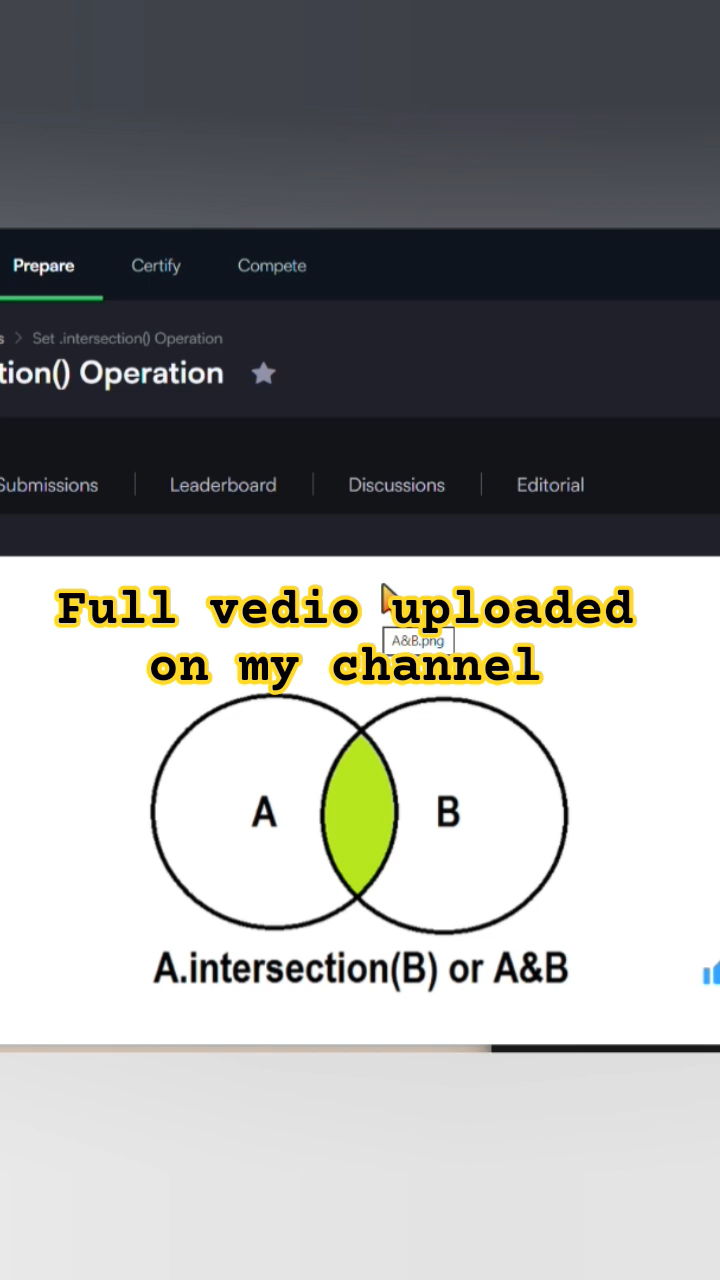 Prepare Certify Compete
s > Set .intersection() Operation
tion() Operation
Submissions Leaderboard Discussions Editorial
Full vedio uploaded
A&B.png
on my channel
A B
A.intersection(B) or A&B